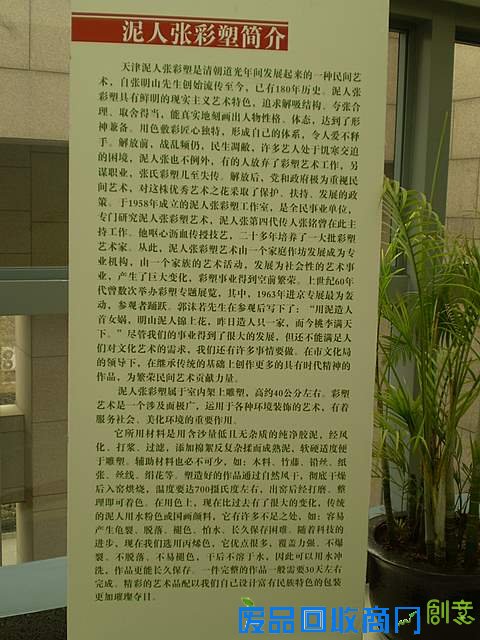 泥人张彩塑简介
天津泥人张彩塑是清朝道光年间发展起来的一种民间艺
术，自张明山先生创始流传至今，已有180年历史。泥人张
彩塑具有鲜明的现实主义艺术特色，追求解吸结构。夸张合
理、取舍得当，能真实地刻画出人物性格。体态，达到了形
神兼备。用色敷彩匠心独特，形成自己的体系，令人爱不释
手。解放前，战乱频仍，民生凋敝，许多艺人处于饥寒交迫
的困境，泥人张也不例外，有的人放弃了彩塑艺术工作，另
谋职业，张氏彩塑几至失传。解放后，党和政府极为重视民
间艺术，对这株优秀艺术之花采取了保护、扶持、发展的政
策。于1958年成立的泥人张彩塑工作室，是全民事业单位，
专门研究泥人张彩塑艺术，泥人张第四代传人张铭曾在此主
持工作。他呕心沥血传授技艺，二十多年培养了一大批彩塑
艺术家。从此，泥人张彩塑艺术由一个家庭作坊发展成为专
业机构，由一个家族的艺术活动，发展为社会性的艺术事
业，产生了巨大变化，彩塑事业得到空前繁荣。上世纪60年
代曾数次举办彩塑专题展览，其中，1963年进京专展最为轰
动，参观者踊跃。郭沫若先生在参观后写下了：“用泥造人
首女娲，明山泥人锦上花，昨日造人只一家，而今桃李满天
下。”尽管我们的事业得到了很大的发展，但还不能满足人
们对文化艺术的需求，我们还有许多事情要做。在市文化局
的领导下，在继承传统的基础上创作更多的具有时代精神的
作品，为繁荣民间艺术贡献力量。
泥人张彩塑属于室内架上雕塑，高约40公分左右。彩塑
艺术是一个涉及面极广，运用于各种环境装饰的艺术，有着
服务社会、美化环境的重要作用。
它所用材料是用含沙量低且无杂质的纯净胶泥，经风
化、打浆、过滤，添加棉絮反复杂揉而成熟泥，软硬适度便
于雕塑。辅助材料也必不可少，如：木料、竹藤、铅丝、纸
张、丝线、绢花等。塑造好的作品通过自然风干，彻底干燥
后入窑烘烧，温度要达700摄氏度左右，出窑后经打磨、整
理即可着色。在用色上，现在比过去有了很大的变化，传统
的泥人用水粉色或国画颜料，它有许多不足之处，如：容易
产生龟裂、脱落、褪色、怕水、长久保存困难。随着科技的
进步，现在我们选用丙烯色，它优点很多，覆盖力强、不爆
裂、不脱落、不易褪色，干后不溶于水，因此可以用水冲
洗，作品更能长久保存。一件完整的作品一般需要30天左右
完成。精彩的艺术品配以我们自己设计富有民族特色的包装
更加璀璨夺目。
废品回收商门
创意